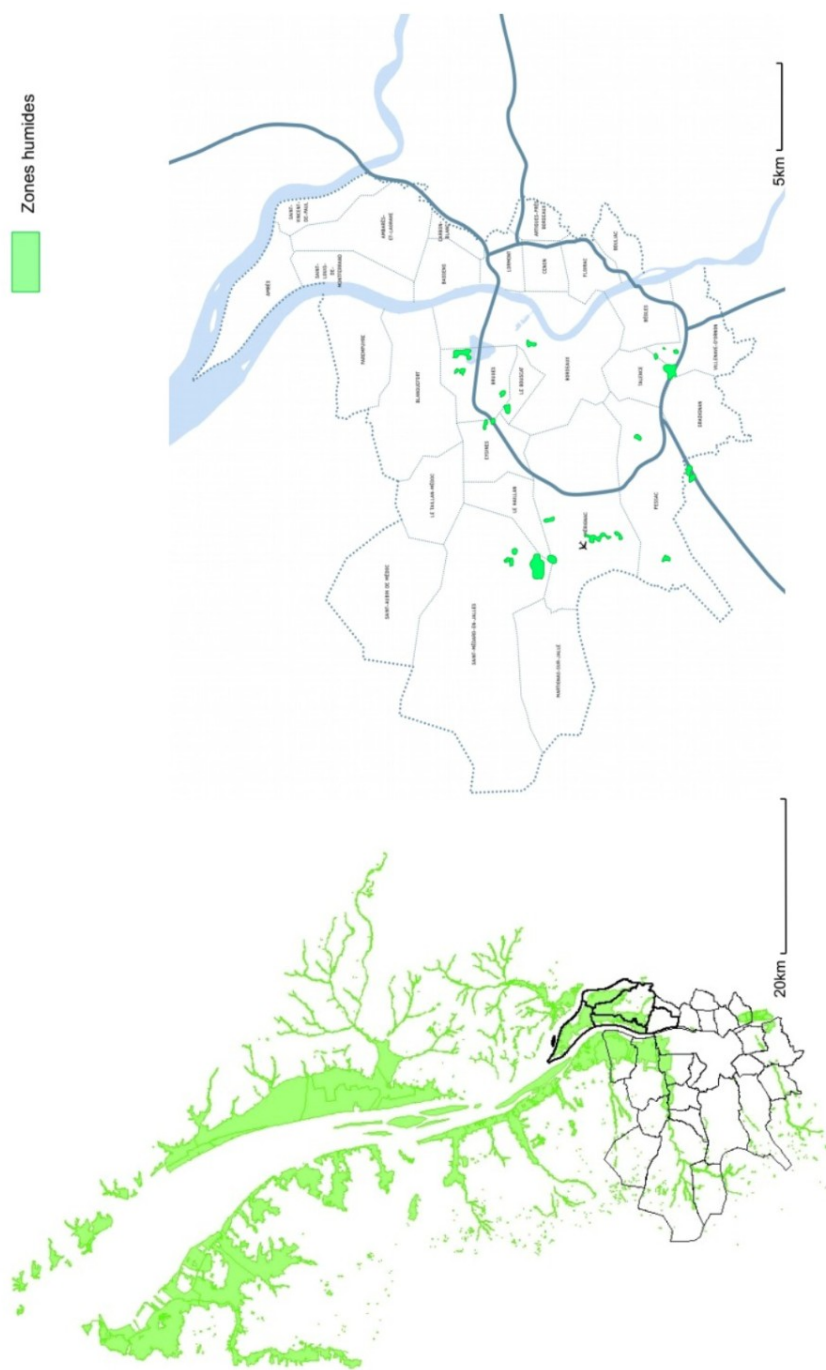 Zones humides
5km
SAINT-
VINCENT-
DE-PAUL
AMBARÈS-
ET-LAGRAVE
AMBÈS
SAINT-
LOUIS-
DE-
MONTFERRAND
CARBON-
BLANC
BASSENS
PAREMPUYRE
BLANQUEFORT
LORMONT
ARTIGUES-PRÈS
BORDEAUX
CENON
BOULIAC
FLOIRAC
BRUGES
LE BOUSCAT
BORDEAUX
BÈGLES
LE TAILLAN-MÉDOC
EYSINES
TALENCE
VILLENAVE-D'ORNON
GRADIGNAN
LE HAILLAN
MÉRIGNAC
PESSAC
SAINT-AUBIN DE MÉDOC
SAINT-MÉDARD-EN-JALLES
MARTIGNAS-SUR-JALLE
20km